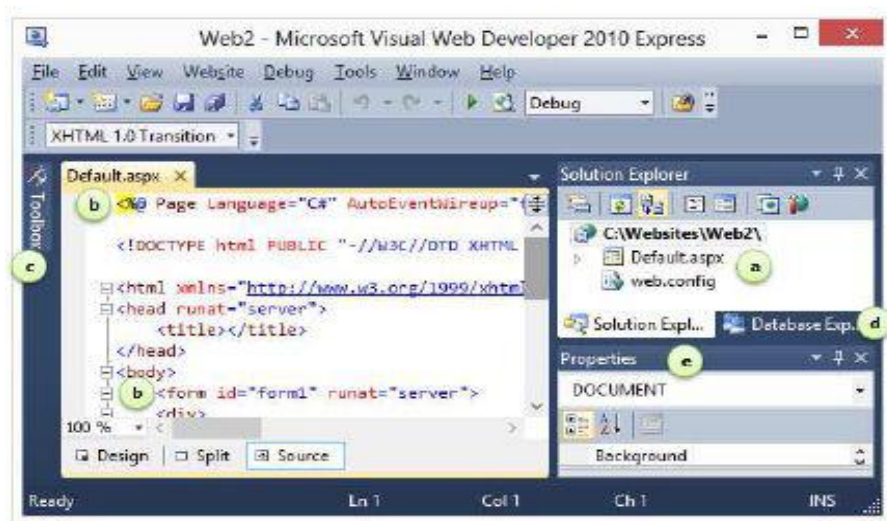 Web2 - Microsoft Visual Web Developer 2010 Express
File Edit View Website Debug Tools Window Help
Debug
XHTML 1.0 Transition
Toolbox
Default.aspx
b <%@ Page Language="C#" AutoEventWireup="
<!DOCTYPE html PUBLIC "-//W3C//DTD XHTML
c
<html xmlns="http://www.w3.org/1999/xhtml
<head runat="server">
<title></title>
</head>
<body>
b <form id="form1" runat="server">
<div>
100 %
Design Split Source
Solution Explorer
C:\Websites\Web2\
Default.aspx
a
web.config
Solution Expl... Database Exp... d
Properties e
DOCUMENT
Background
Ready Ln 1 Col 1 Ch 1 INS